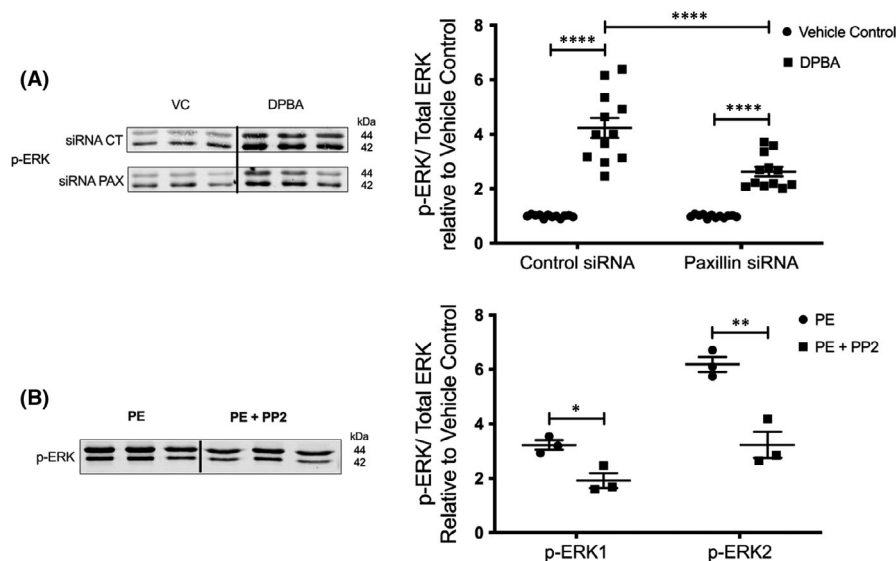 (A)
VC DPBA
kDa
siRNA CT 44
42
p-ERK
siRNA PAX 44
42
p-ERK/ Total ERK
relative to Vehicle Control
8
6
4
2
0
**** **** ****
Vehicle Control
DPBA
Control siRNA Paxillin siRNA
(B)
PE PE + PP2
kDa
p-ERK 44
42
p-ERK/ Total ERK
Relative to Vehicle Control
8
6
4
2
0
* **
PE
PE + PP2
p-ERK1 p-ERK2